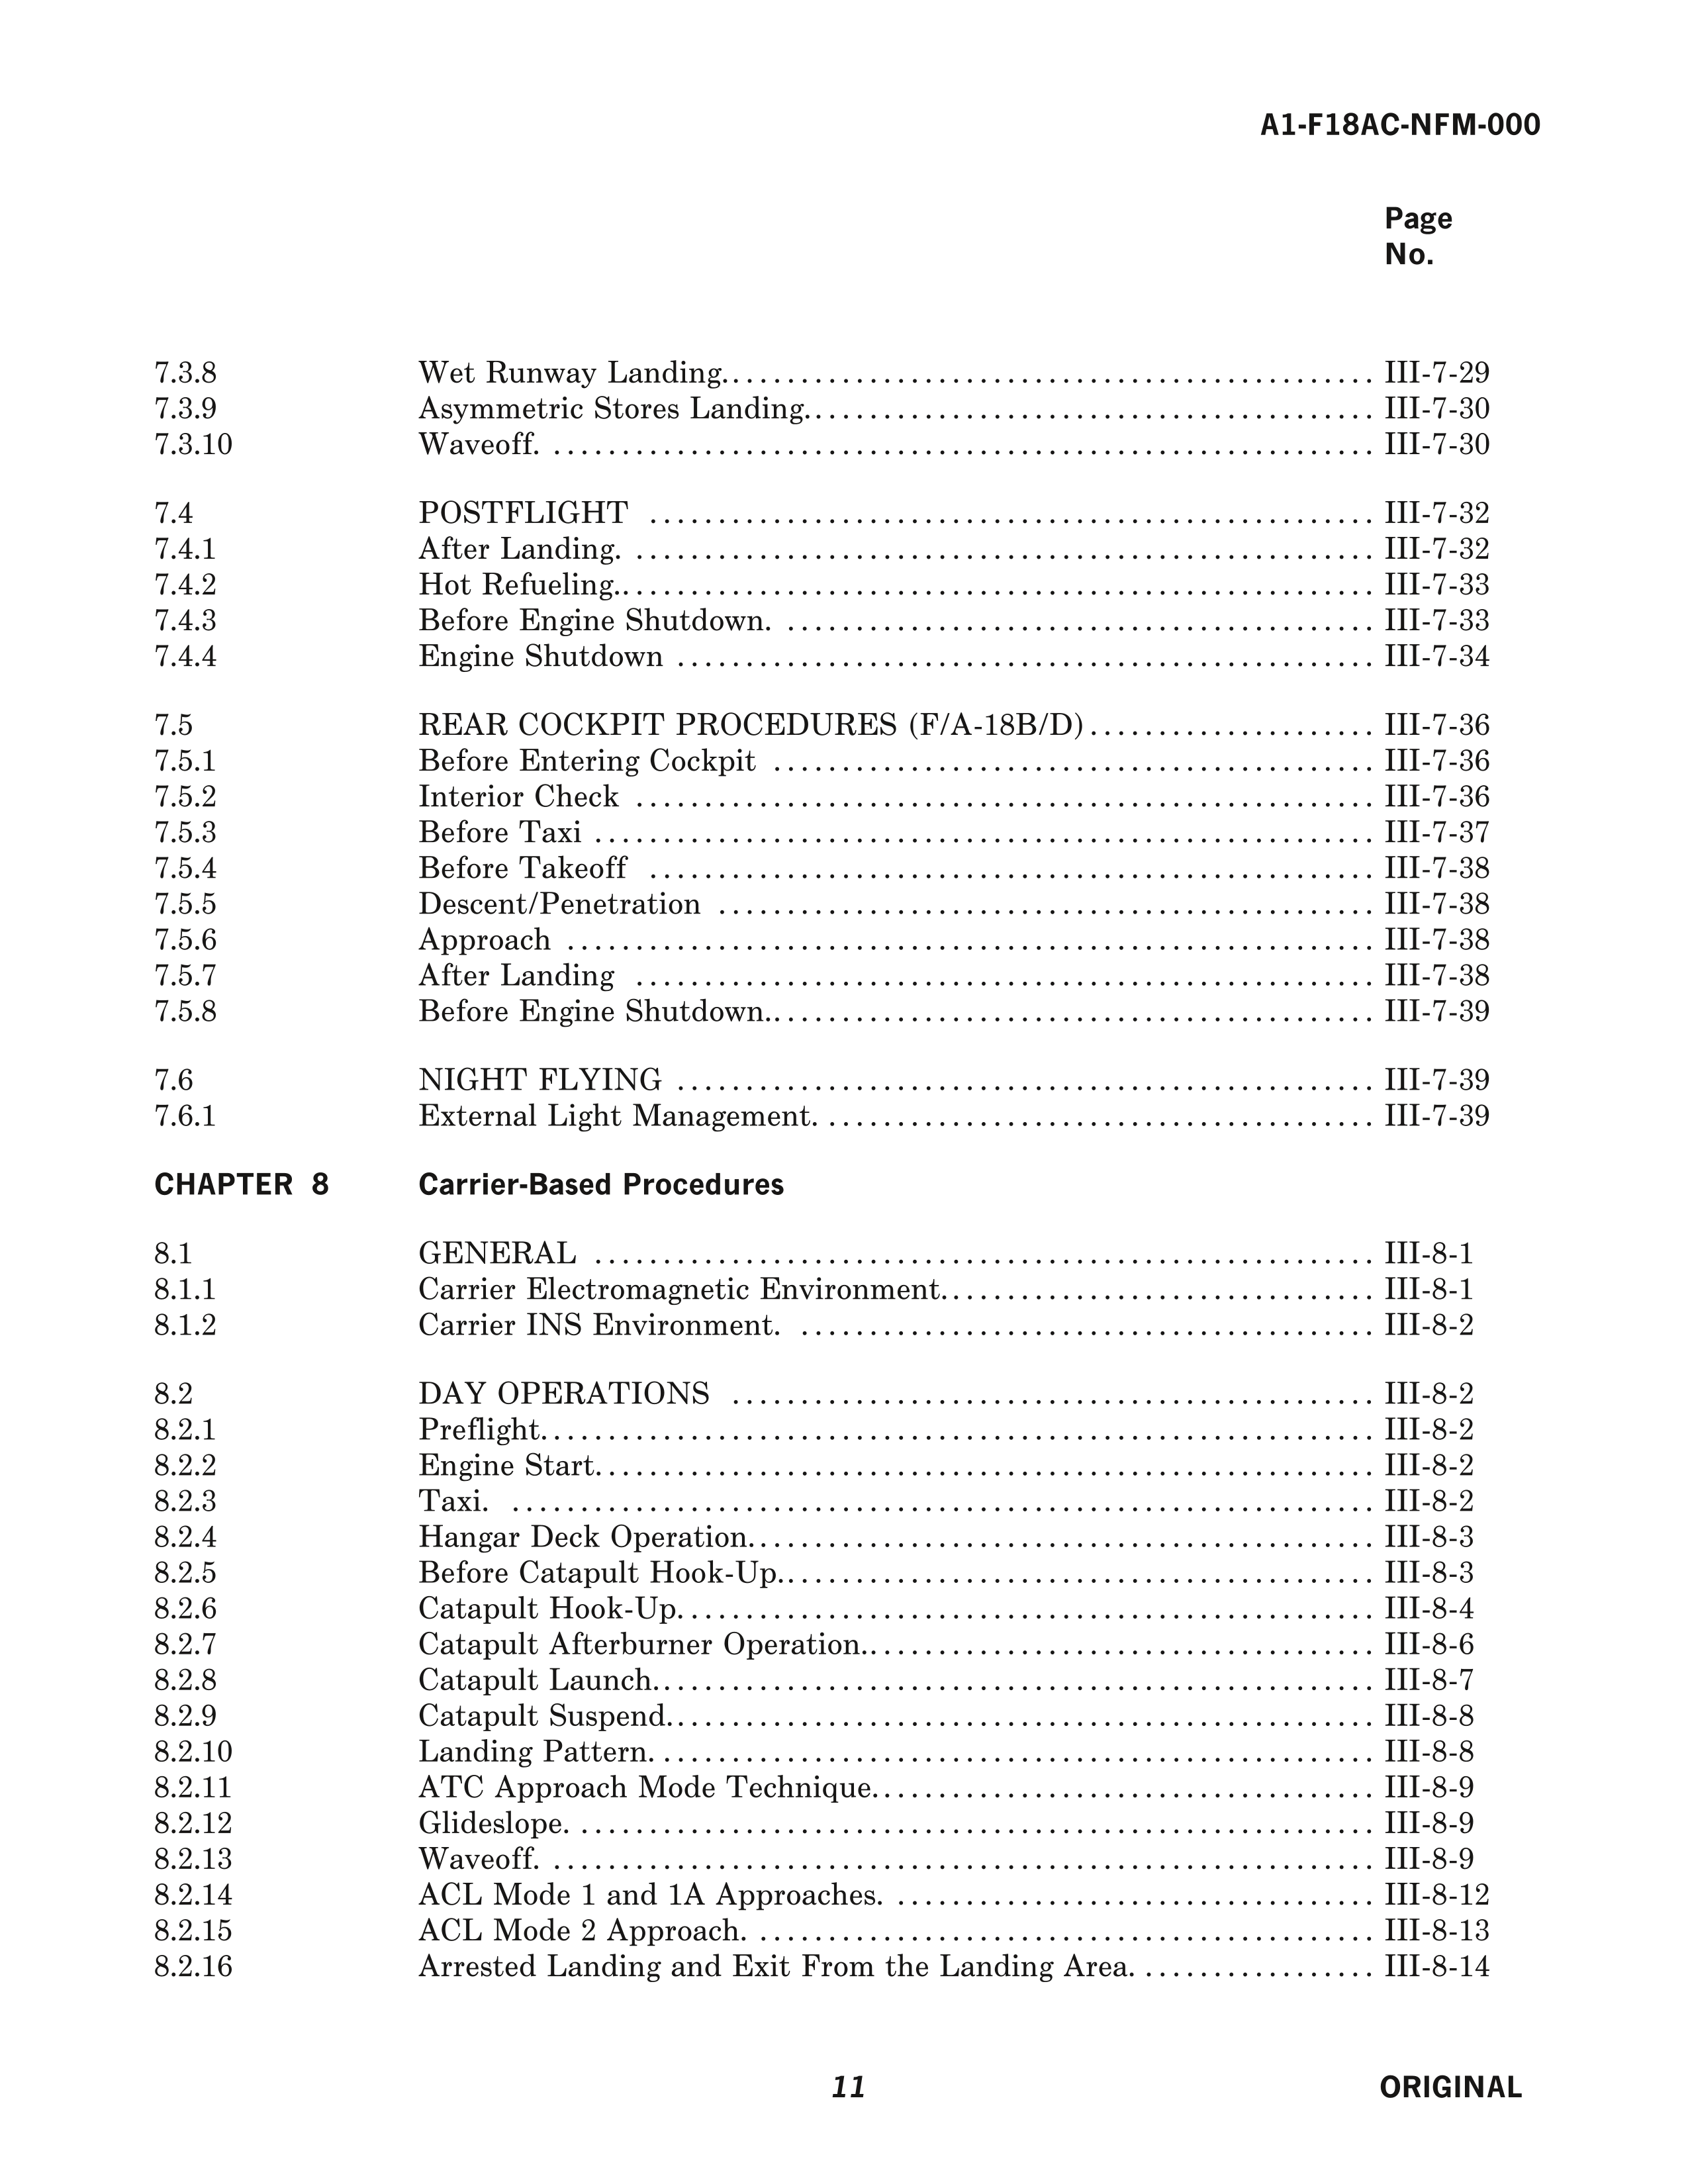 A1-F18AC-NFM-000
Page
No.
7.3.8 Wet Runway Landing. . . . . . . . . . . . . . . . . . . . III-7-29
7.3.9 Asymmetric Stores Landing. . . . . . . . . . . . . . . . . . . . III-7-30
7.3.10 Waveoff. . . . . . . . . . . . . . . . . . . . . III-7-30
7.4 POSTFLIGHT . . . . . . . . . . . . . . . . . . . . III-7-32
7.4.1 After Landing. . . . . . . . . . . . . . . . . . . . . III-7-32
7.4.2 Hot Refueling. . . . . . . . . . . . . . . . . . . . . III-7-33
7.4.3 Before Engine Shutdown. . . . . . . . . . . . . . . . . . . . . III-7-33
7.4.4 Engine Shutdown . . . . . . . . . . . . . . . . . . . . III-7-34
7.5 REAR COCKPIT PROCEDURES (F/A-18B/D) . . . . . . . . . . . . . . . . . . . . III-7-36
7.5.1 Before Entering Cockpit . . . . . . . . . . . . . . . . . . . . III-7-36
7.5.2 Interior Check . . . . . . . . . . . . . . . . . . . . III-7-36
7.5.3 Before Taxi . . . . . . . . . . . . . . . . . . . . III-7-37
7.5.4 Before Takeoff . . . . . . . . . . . . . . . . . . . . III-7-38
7.5.5 Descent/Penetration . . . . . . . . . . . . . . . . . . . . III-7-38
7.5.6 Approach . . . . . . . . . . . . . . . . . . . . III-7-38
7.5.7 After Landing . . . . . . . . . . . . . . . . . . . . III-7-38
7.5.8 Before Engine Shutdown. . . . . . . . . . . . . . . . . . . . . III-7-39
7.6 NIGHT FLYING . . . . . . . . . . . . . . . . . . . . III-7-39
7.6.1 External Light Management. . . . . . . . . . . . . . . . . . . . . III-7-39
CHAPTER 8 Carrier-Based Procedures
8.1 GENERAL . . . . . . . . . . . . . . . . . . . . III-8-1
8.1.1 Carrier Electromagnetic Environment. . . . . . . . . . . . . . . . . . . . III-8-1
8.1.2 Carrier INS Environment. . . . . . . . . . . . . . . . . . . . . III-8-2
8.2 DAY OPERATIONS . . . . . . . . . . . . . . . . . . . . III-8-2
8.2.1 Preflight. . . . . . . . . . . . . . . . . . . . III-8-2
8.2.2 Engine Start. . . . . . . . . . . . . . . . . . . . III-8-2
8.2.3 Taxi. . . . . . . . . . . . . . . . . . . . . III-8-2
8.2.4 Hangar Deck Operation. . . . . . . . . . . . . . . . . . . . III-8-3
8.2.5 Before Catapult Hook-Up. . . . . . . . . . . . . . . . . . . . III-8-3
8.2.6 Catapult Hook-Up. . . . . . . . . . . . . . . . . . . . III-8-4
8.2.7 Catapult Afterburner Operation. . . . . . . . . . . . . . . . . . . . III-8-6
8.2.8 Catapult Launch. . . . . . . . . . . . . . . . . . . . III-8-7
8.2.9 Catapult Suspend. . . . . . . . . . . . . . . . . . . . III-8-8
8.2.10 Landing Pattern. . . . . . . . . . . . . . . . . . . . III-8-8
8.2.11 ATC Approach Mode Technique. . . . . . . . . . . . . . . . . . . . III-8-9
8.2.12 Glideslope. . . . . . . . . . . . . . . . . . . . . III-8-9
8.2.13 Waveoff. . . . . . . . . . . . . . . . . . . . . III-8-9
8.2.14 ACL Mode 1 and 1A Approaches. . . . . . . . . . . . . . . . . . . . . III-8-12
8.2.15 ACL Mode 2 Approach. . . . . . . . . . . . . . . . . . . . . III-8-13
8.2.16 Arrested Landing and Exit From the Landing Area. . . . . . . . . . . . . . . . . . III-8-14
11 ORIGINAL